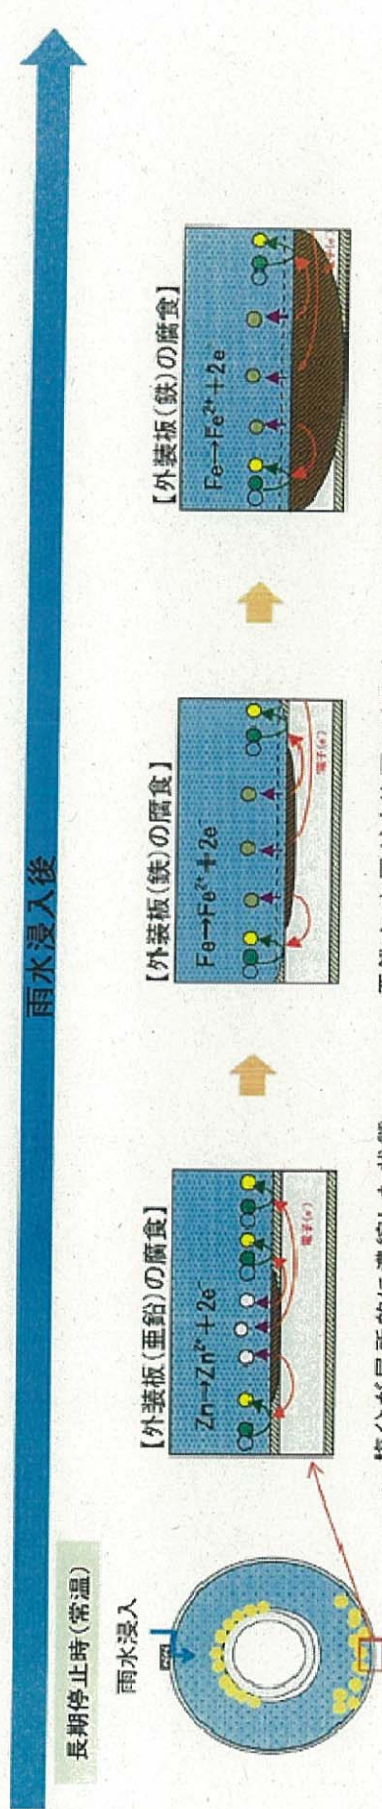 雨水浸入後
長期停止時(常温)
雨水浸入
【外装板(亜鉛)の腐食】
Zn→Zn²⁺+2e⁻
電子(e⁻)
【外装板(鉄)の腐食】
Fe→Fe²⁺+2e⁻
電子(e⁻)
【外装板(鉄)の腐食】
Fe→Fe²⁺+2e⁻